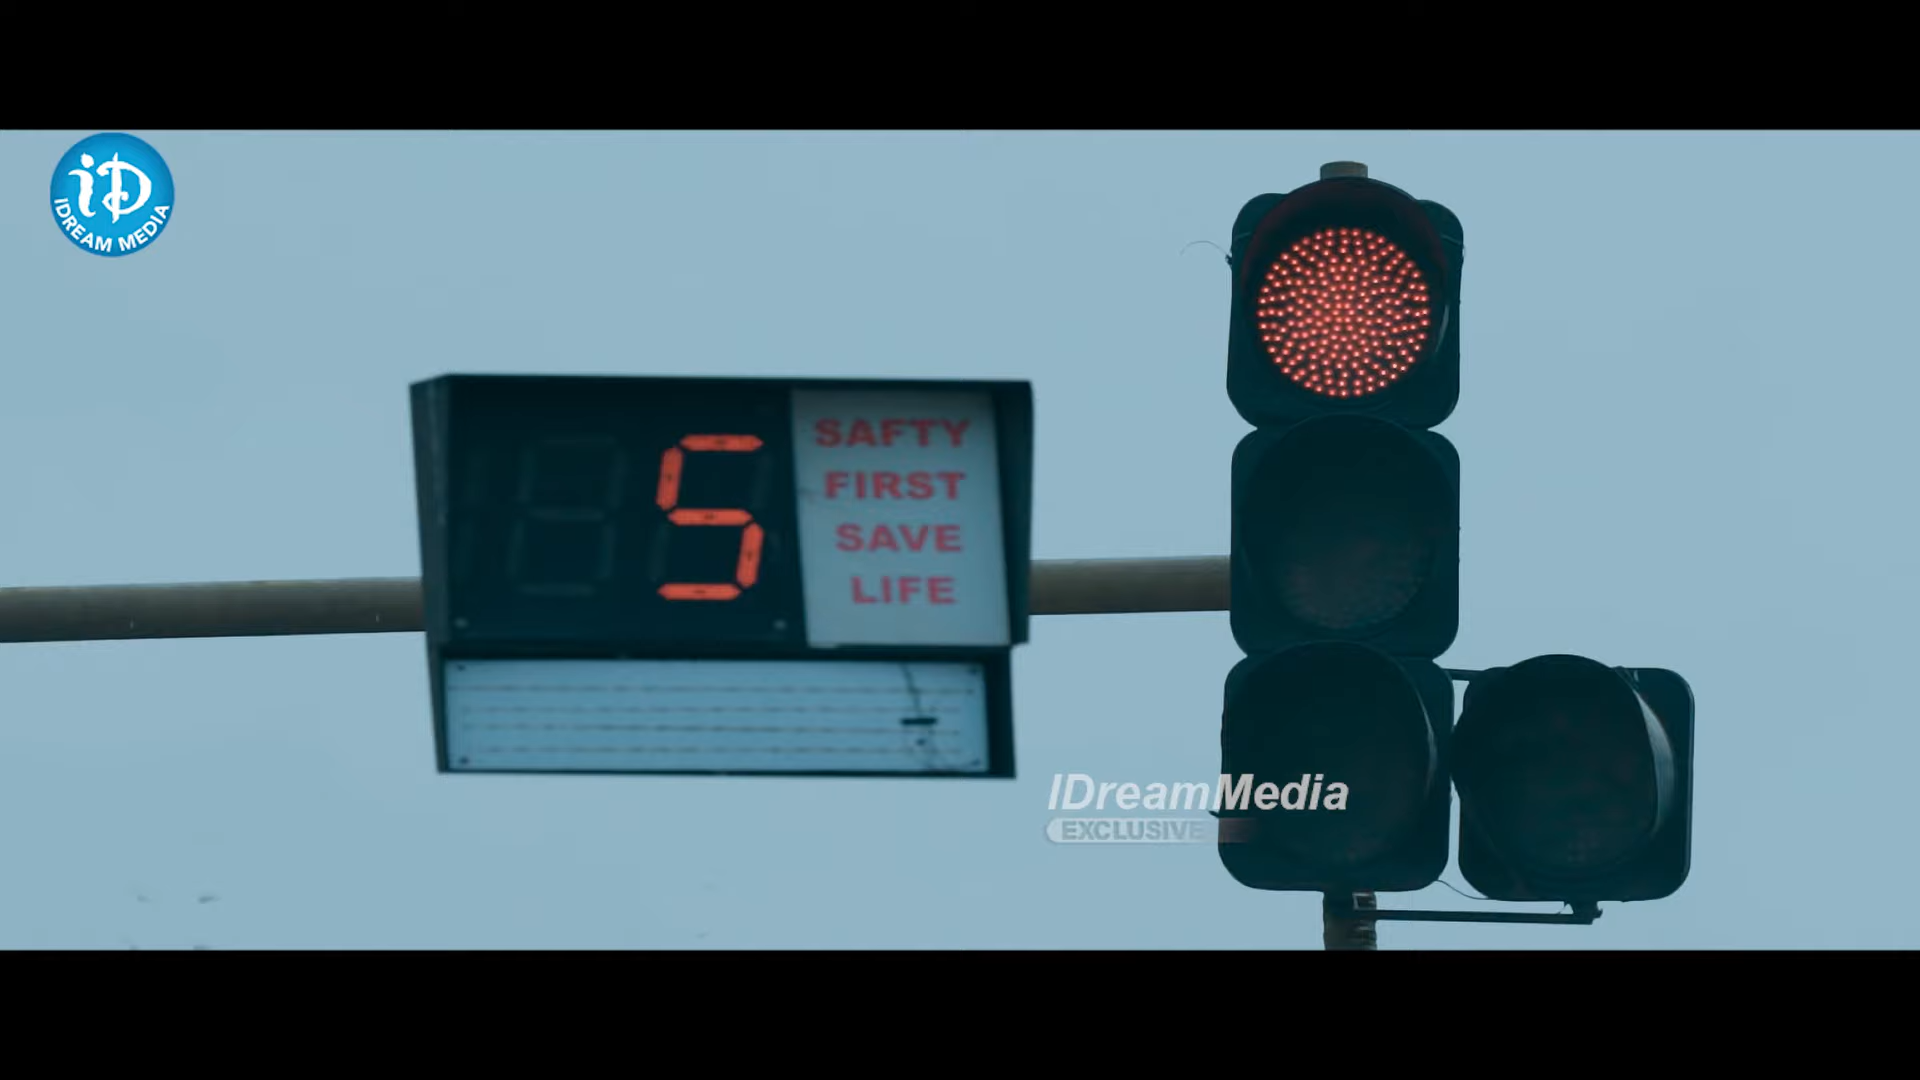 iD
IDREAM MEDIA
5
SAFTY
FIRST
SAVE
LIFE
IDreamMedia
EXCLUSIVE